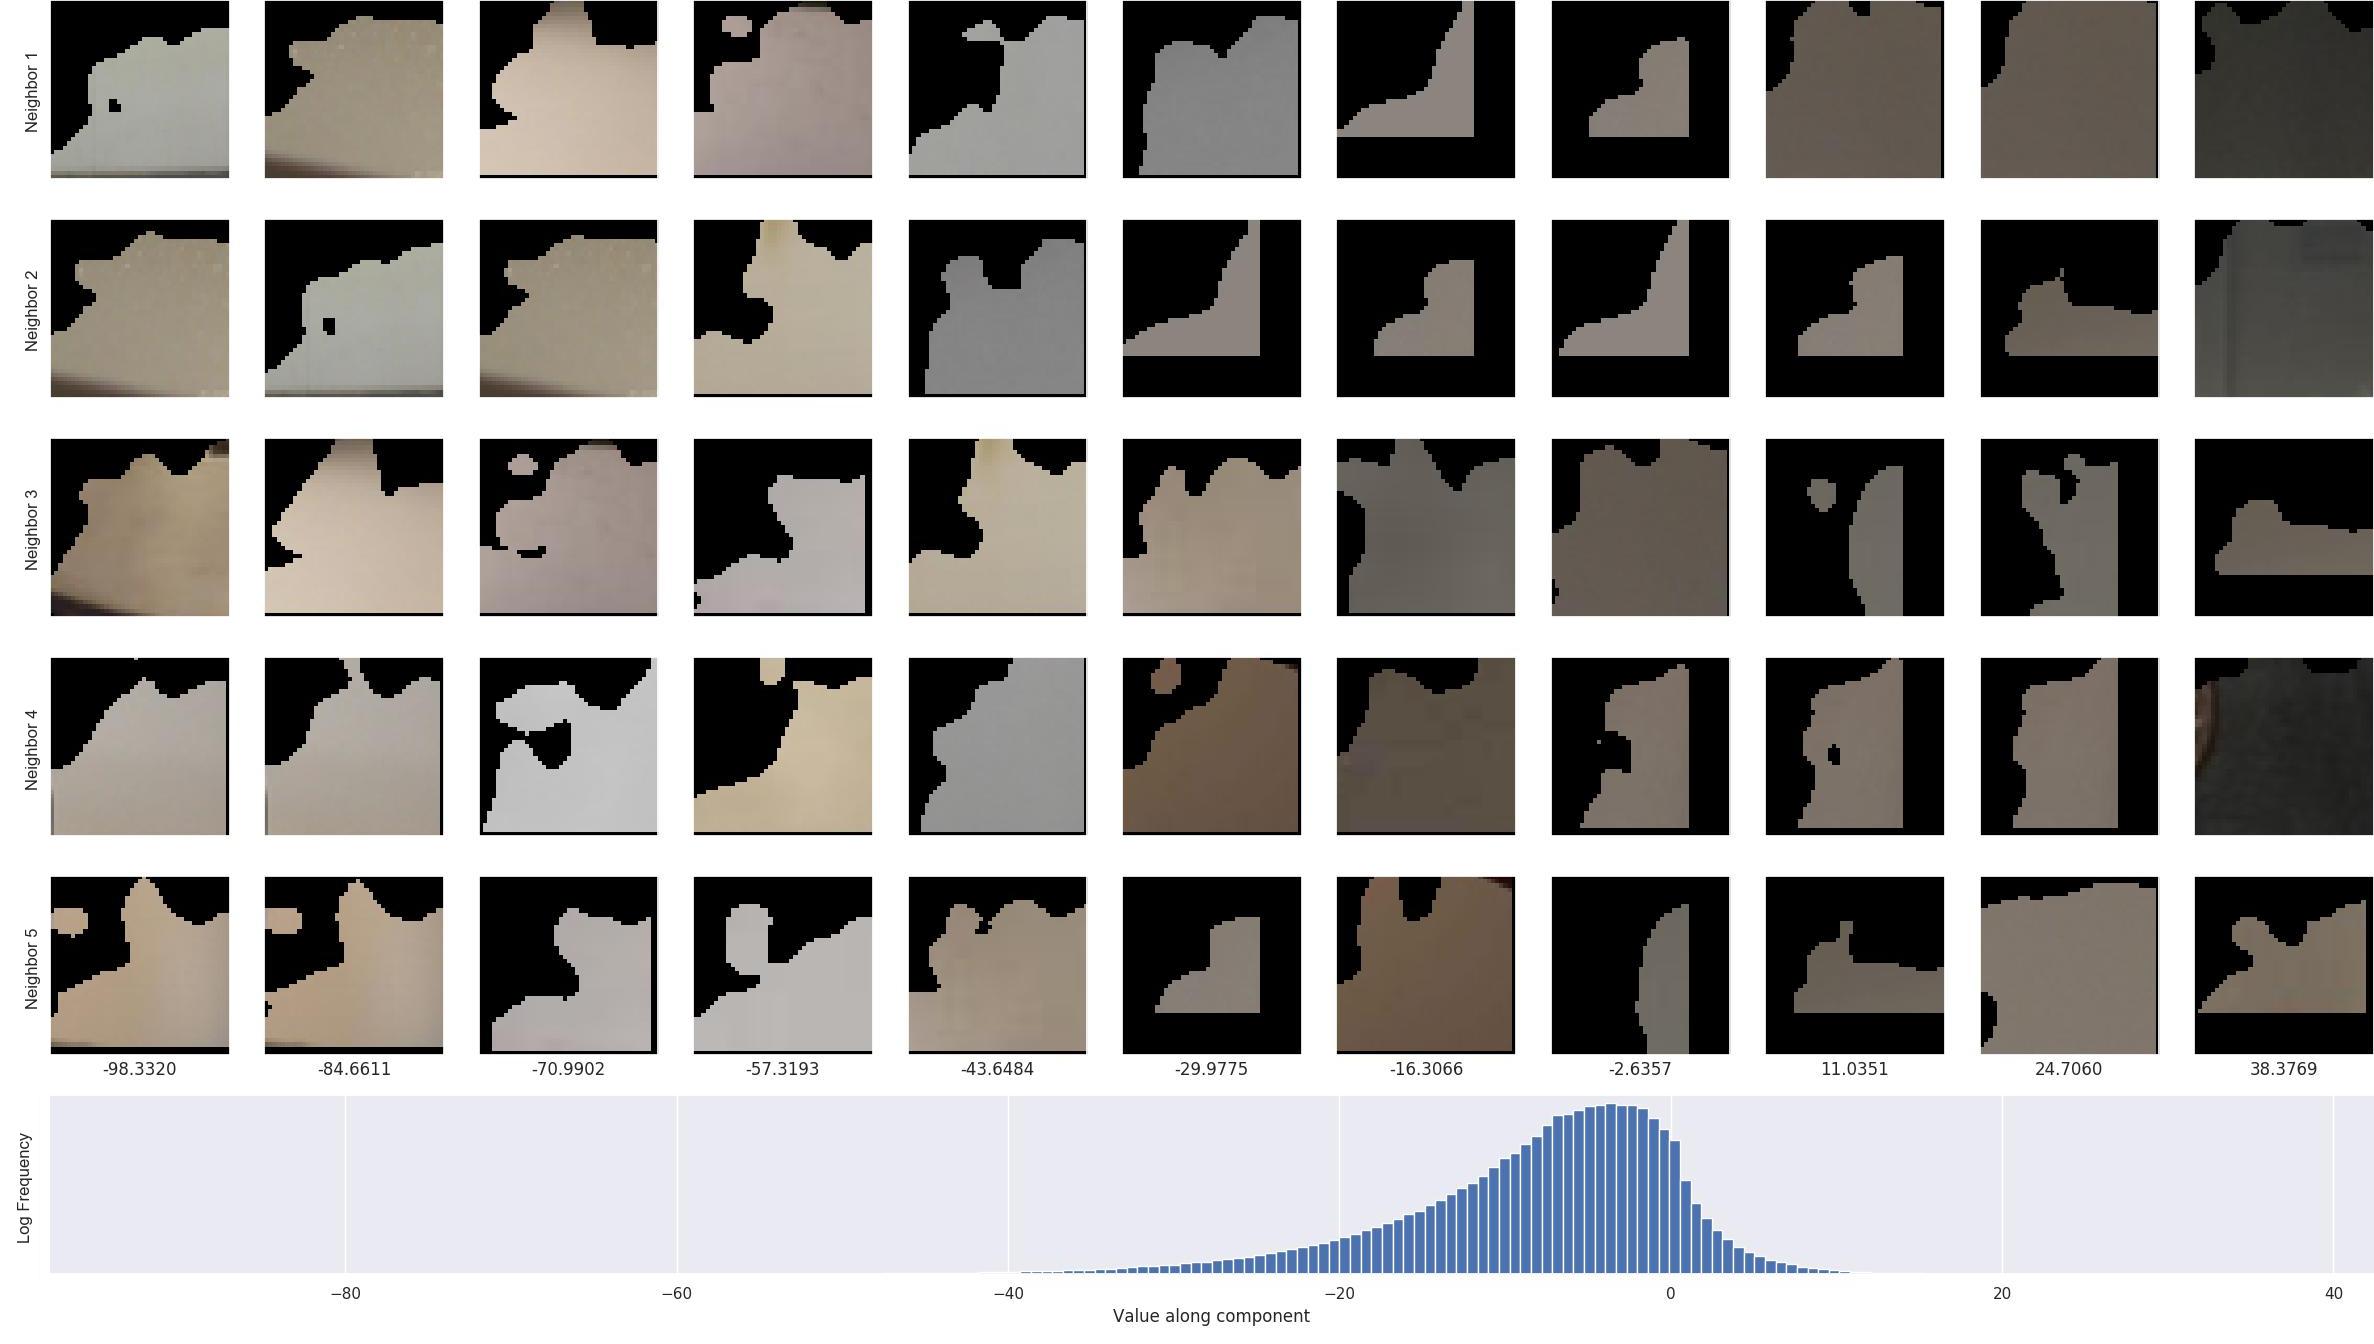 Neighbor 1
Neighbor 2
Neighbor 3
Neighbor 4
Neighbor 5
-98.3320 -84.6611 -70.9902 -57.3193 -43.6484 -29.9775 -16.3066 -2.6357 11.0351 24.7060 38.3769
Log Frequency
−80 −60 −40 −20 0 20 40
Value along component